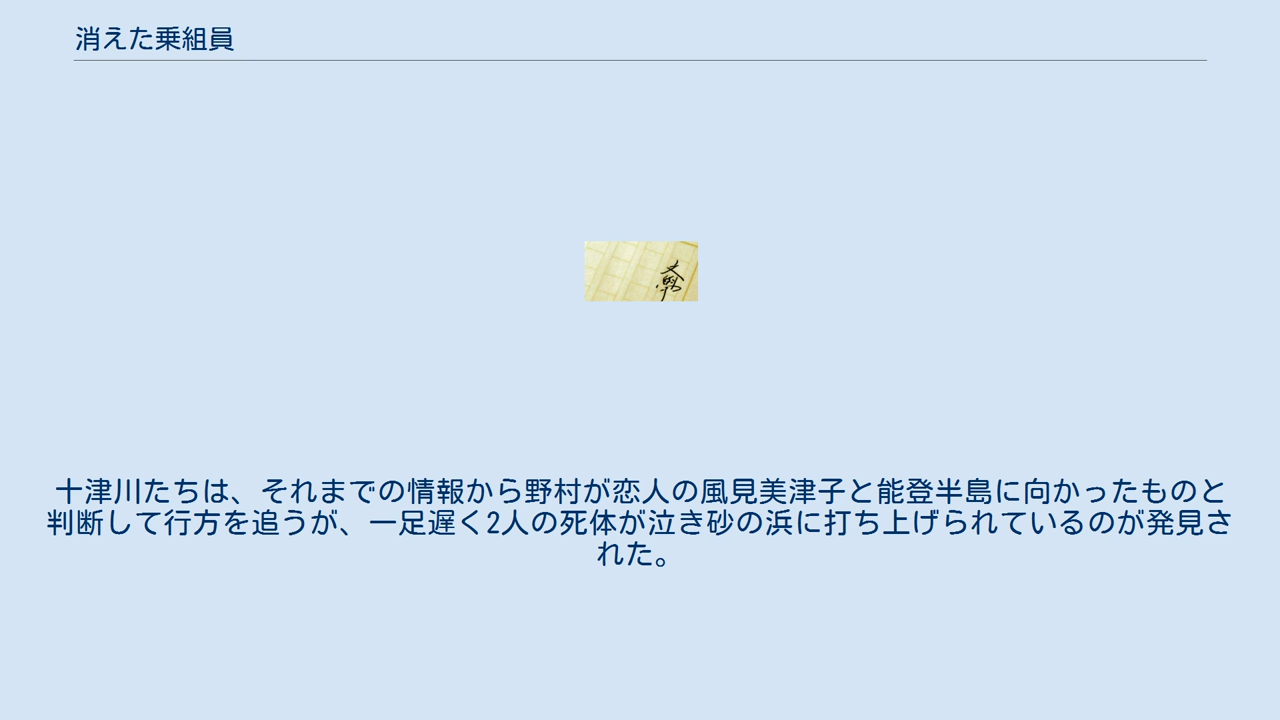 消えた乗組員
十津川たちは、それまでの情報から野村が恋人の風見美津子と能登半島に向かったものと
判断して行方を追うが、一足遅く2人の死体が泣き砂の浜に打ち上げられているのが発見さ
れた。